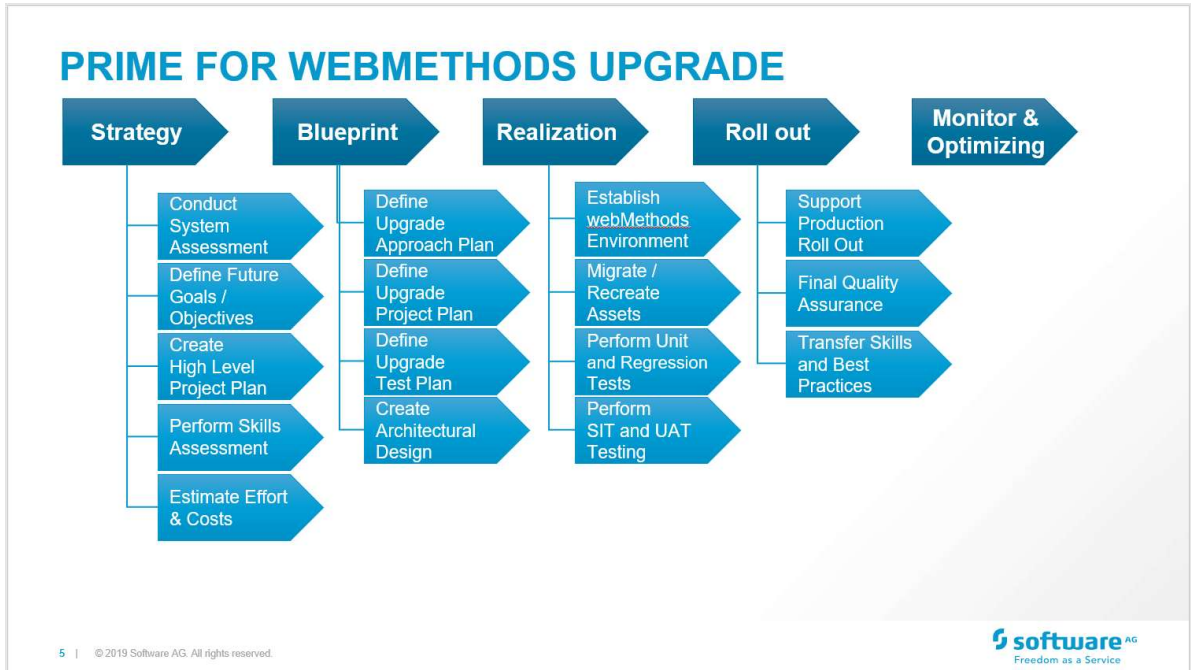 PRIME FOR WEBMETHODS UPGRADE
Strategy
Conduct
System
Assessment
Define Future
Goals /
Objectives
Create
High Level
Project Plan
Perform Skills
Assessment
Estimate Effort
& Costs
Blueprint
Define
Upgrade
Approach Plan
Define
Upgrade
Project Plan
Define
Upgrade
Test Plan
Create
Architectural
Design
Realization
Establish
webMethods
Environment
Migrate /
Recreate
Assets
Perform Unit
and Regression
Tests
Perform
SIT and UAT
Testing
Roll out
Support
Production
Roll Out
Final Quality
Assurance
Transfer Skills
and Best
Practices
Monitor &
Optimizing
5 | © 2019 Software AG. All rights reserved.
software AG
Freedom as a Service